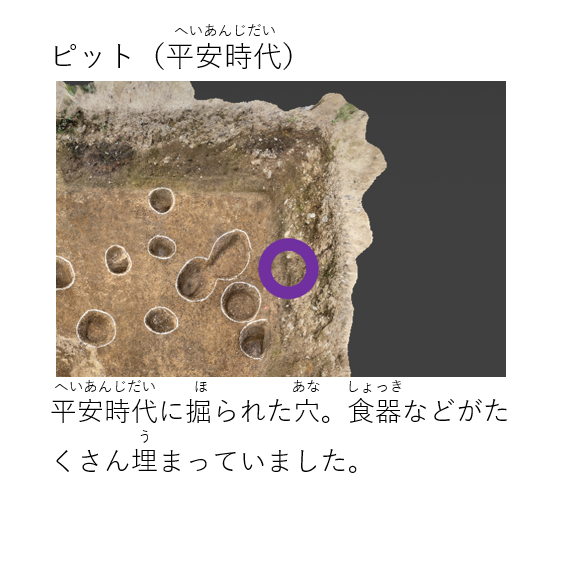 へいあんじだい
ピット（平安時代）
へいあんじだい ほ あな しょっき
平安時代に掘られた穴。食器などがた
う
くさん埋まっていました。